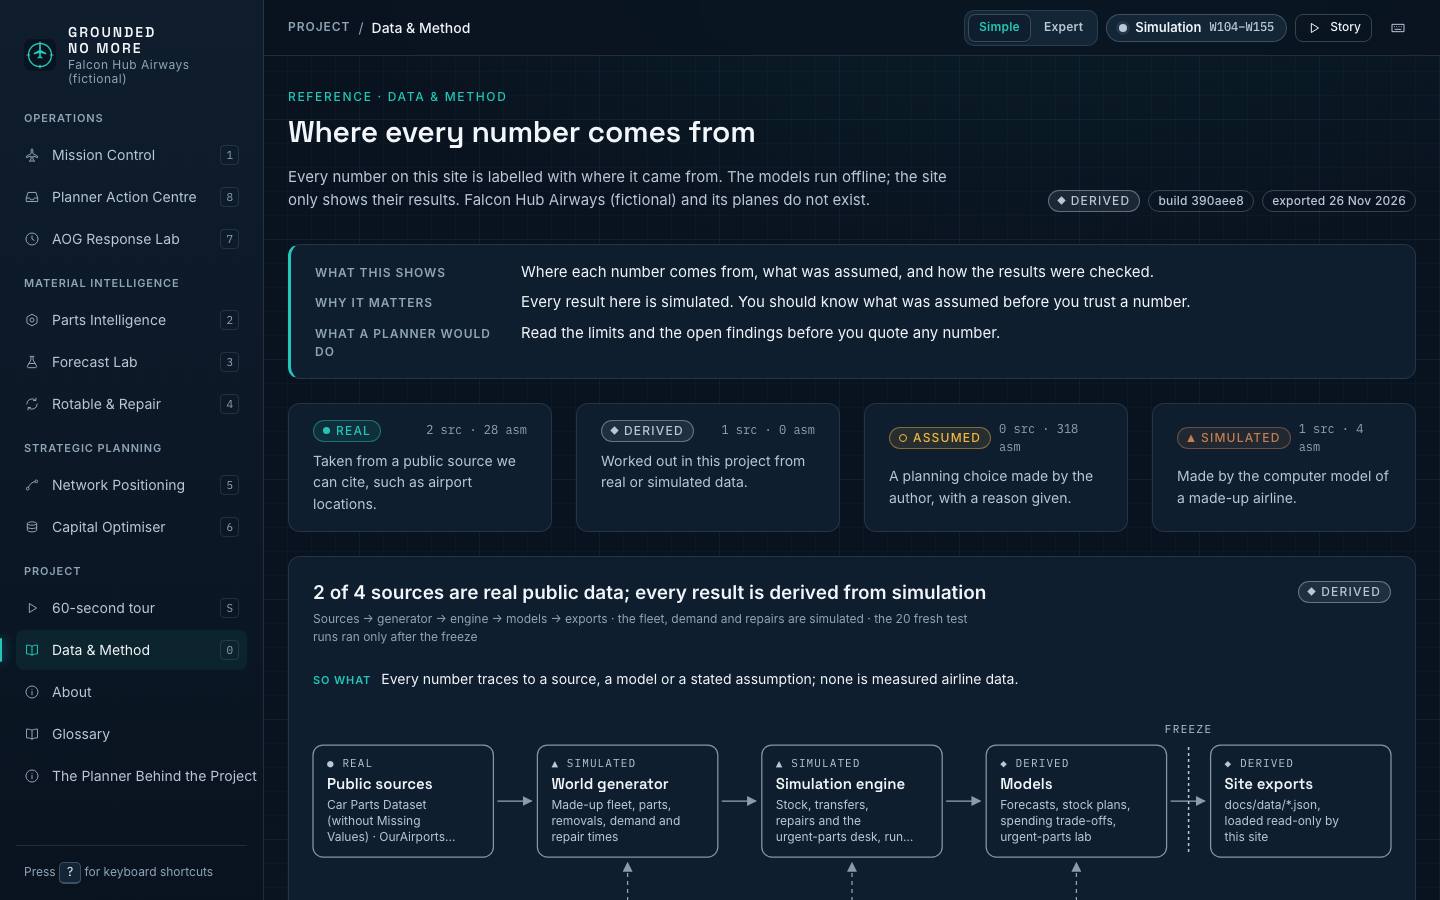 GROUNDED
NO MORE
Falcon Hub Airways
(fictional)
OPERATIONS
Mission Control 1
Planner Action Centre 8
AOG Response Lab 7
MATERIAL INTELLIGENCE
Parts Intelligence 2
Forecast Lab 3
Rotable & Repair 4
STRATEGIC PLANNING
Network Positioning 5
Capital Optimiser 6
PROJECT
60-second tour S
Data & Method 0
About
Glossary
The Planner Behind the Project
Press ? for keyboard shortcuts
PROJECT / Data & Method
Simple Expert Simulation W104–W155 Story
REFERENCE · DATA & METHOD
Where every number comes from
Every number on this site is labelled with where it came from. The models run offline; the site
only shows their results. Falcon Hub Airways (fictional) and its planes do not exist.
DERIVED build 390aee8 exported 26 Nov 2026
WHAT THIS SHOWS Where each number comes from, what was assumed, and how the results were checked.
WHY IT MATTERS Every result here is simulated. You should know what was assumed before you trust a number.
WHAT A PLANNER WOULD
DO
Read the limits and the open findings before you quote any number.
REAL 2 src · 28 asm
Taken from a public source we
can cite, such as airport
locations.
DERIVED 1 src · 0 asm
Worked out in this project from
real or simulated data.
ASSUMED 0 src · 318
asm
A planning choice made by the
author, with a reason given.
SIMULATED 1 src · 4
asm
Made by the computer model of
a made-up airline.
2 of 4 sources are real public data; every result is derived from simulation
DERIVED
Sources → generator → engine → models → exports · the fleet, demand and repairs are simulated · the 20 fresh test
runs ran only after the freeze
SO WHAT Every number traces to a source, a model or a stated assumption; none is measured airline data.
FREEZE
REAL
Public sources
Car Parts Dataset
(without Missing
Values) · OurAirports...
SIMULATED
World generator
Made-up fleet, parts,
removals, demand and
repair times
SIMULATED
Simulation engine
Stock, transfers,
repairs and the
urgent-parts desk, run...
DERIVED
Models
Forecasts, stock plans,
spending trade-offs,
urgent-parts lab
DERIVED
Site exports
docs/data/*.json,
loaded read-only by
this site